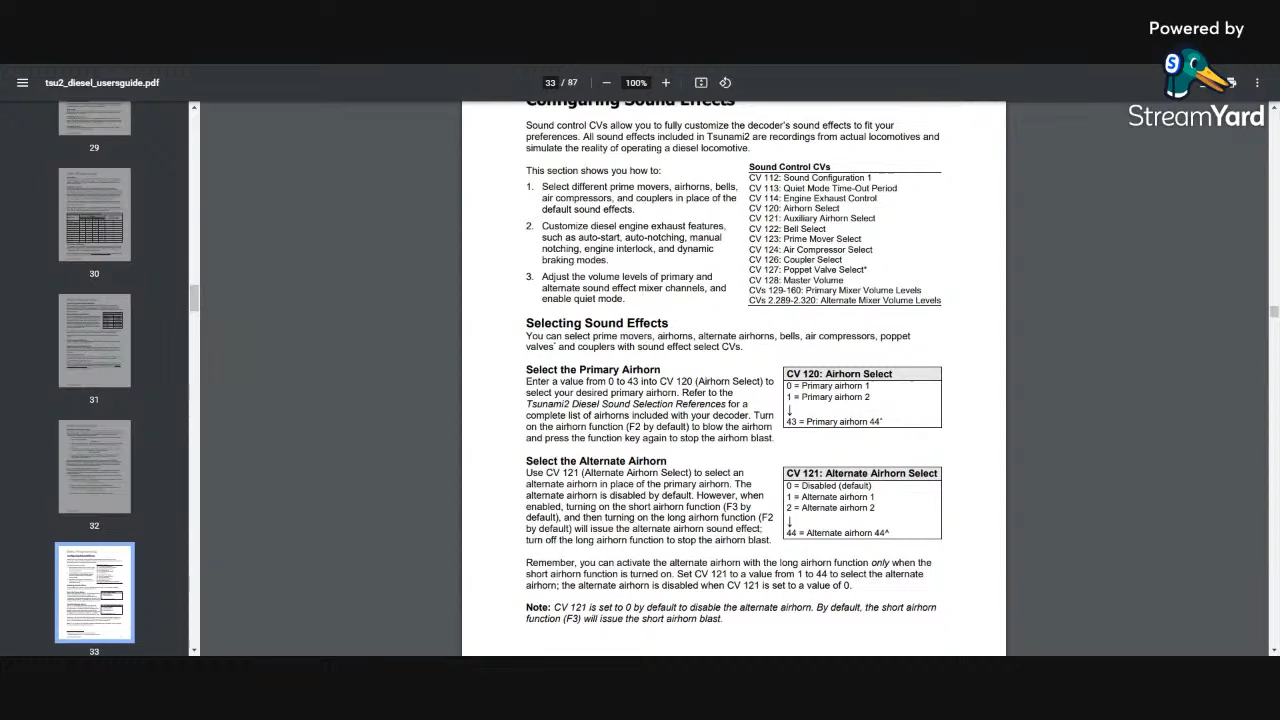 Powered by
StreamYard
tsu2_diesel_usersguide.pdf
33 / 87
100%
29
30
31
32
33
Configuring Sound Effects
Sound control CVs allow you to fully customize the decoder's sound effects to fit your
preferences. All sound effects included in Tsunami2 are recordings from actual locomotives and
simulate the reality of operating a diesel locomotive.
This section shows you how to:
1. Select different prime movers, airhorns, bells,
air compressors, and couplers in place of the
default sound effects.
2. Customize diesel engine exhaust features,
such as auto-start, auto-notching, manual
notching, engine interlock, and dynamic
braking modes.
3. Adjust the volume levels of primary and
alternate sound effect mixer channels, and
enable quiet mode.
Sound Control CVs
CV 112: Sound Configuration 1
CV 113: Quiet Mode Time-Out Period
CV 114: Engine Exhaust Control
CV 120: Airhorn Select
CV 121: Auxiliary Airhorn Select
CV 122: Bell Select
CV 123: Prime Mover Select
CV 124: Air Compressor Select
CV 126: Coupler Select
CV 127: Poppet Valve Select*
CV 128: Master Volume
CVs 129-160: Primary Mixer Volume Levels
CVs 2.289-2.320: Alternate Mixer Volume Levels
Selecting Sound Effects
You can select prime movers, airhorns, alternate airhorns, bells, air compressors, poppet
valves* and couplers with sound effect select CVs.
Select the Primary Airhorn
Enter a value from 0 to 43 into CV 120 (Airhorn Select) to
select your desired primary airhorn. Refer to the
Tsunami2 Diesel Sound Selection References for a
complete list of airhorns included with your decoder. Turn
on the airhorn function (F2 by default) to blow the airhorn
and press the function key again to stop the airhorn blast.
CV 120: Airhorn Select
0 = Primary airhorn 1
1 = Primary airhorn 2
↓
43 = Primary airhorn 44^
Select the Alternate Airhorn
Use CV 121 (Alternate Airhorn Select) to select an
alternate airhorn in place of the primary airhorn. The
alternate airhorn is disabled by default. However, when
enabled, turning on the short airhorn function (F3 by
default), and then turning on the long airhorn function (F2
by default) will issue the alternate airhorn sound effect;
turn off the long airhorn function to stop the airhorn blast.
CV 121: Alternate Airhorn Select
0 = Disabled (default)
1 = Alternate airhorn 1
2 = Alternate airhorn 2
↓
44 = Alternate airhorn 44^
Remember, you can activate the alternate airhorn with the long airhorn function only when the
short airhorn function is turned on. Set CV 121 to a value from 1 to 44 to select the alternate
airhorn; the alternate airhorn is disabled when CV 121 is set to a value of 0.
Note: CV 121 is set to 0 by default to disable the alternate airhorn. By default, the short airhorn
function (F3) will issue the short airhorn blast.